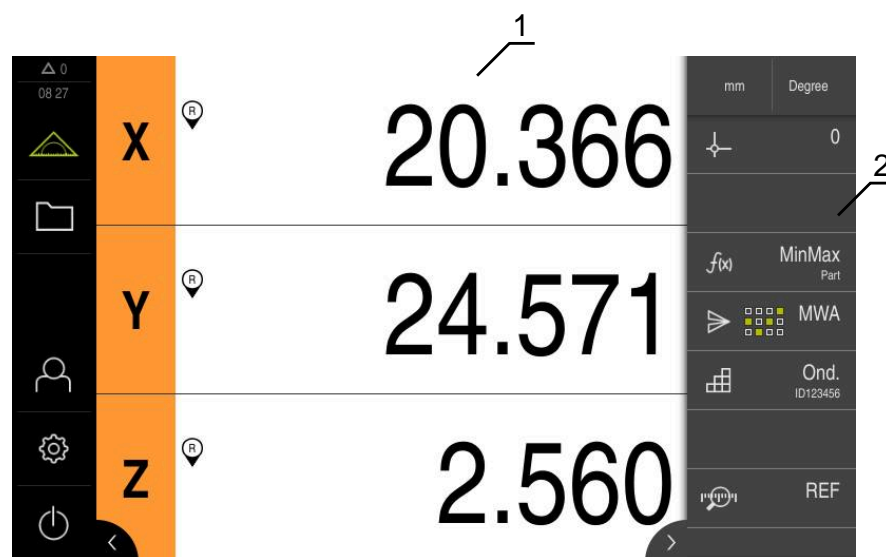 1
2
0
08 27
X
R
20.366
Y
R
24.571
Z
R
2.560
mm
Degree
0
f(x)
MinMax
Part
MWA
Ond.
ID123456
REF